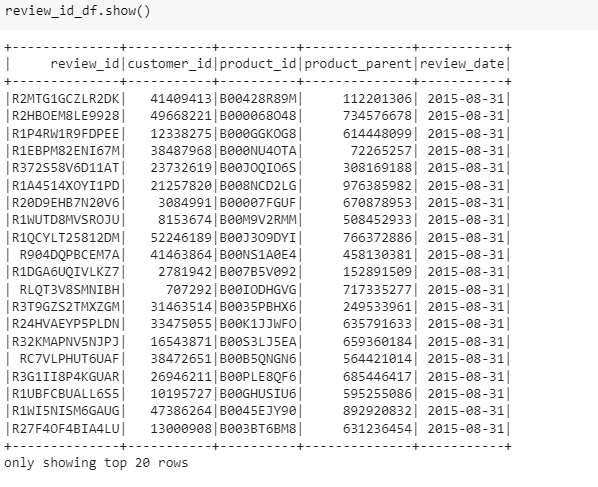 review_id_df.show()
+--------------+-----------+----------+--------------+-----------+
|     review_id|customer_id|product_id|product_parent|review_date|
+--------------+-----------+----------+--------------+-----------+
|R2MTG1GCZLR2DK|   41409413|B00428R89M|     112201306| 2015-08-31|
|R2HBOEM8LE9928|   49668221|B000068O48|     734576678| 2015-08-31|
|R1P4RW1R9FDPEE|   12338275|B000GGKOG8|     614448099| 2015-08-31|
|R1EBPM82ENI67M|   38487968|B000NU4OTA|      72265257| 2015-08-31|
|R372S58V6D11AT|   23732619|B00JOQIO6S|     308169188| 2015-08-31|
|R1A4514XOYI1PD|   21257820|B008NCD2LG|     976385982| 2015-08-31|
|R20D9EHB7N20V6|    3084991|B00007FGUF|     670878953| 2015-08-31|
|R1WUTD8MVSROJU|    8153674|B00M9V2RMM|     508452933| 2015-08-31|
|R1QCYLT25812DM|   52246189|B00J3O9DYI|     766372886| 2015-08-31|
| R904DQPBCEM7A|   41463864|B00NS1A0E4|     458130381| 2015-08-31|
|R1DGA6UQIVLKZ7|    2781942|B007B5V092|     152891509| 2015-08-31|
| RLQT3V8SMNIBH|     707292|B00IODHGVG|     717335277| 2015-08-31|
|R3T9GZS2TMXZGM|   31463514|B0035PBHX6|     249533961| 2015-08-31|
|R24HVAEYP5PLDN|   33475055|B00K1JJWFO|     635791633| 2015-08-31|
|R32KMAPNV5NJPJ|   16543871|B00S3LJ5EA|     659360184| 2015-08-31|
| RC7VLPHUT6UAF|   38472651|B00B5QNGN6|     564421014| 2015-08-31|
|R3G1II8P4KGUAR|   26946211|B00PLE8QF6|     685446417| 2015-08-31|
|R1UBFCBUALL6S5|   10195727|B00GHUSIU6|     595255086| 2015-08-31|
|R1WI5NISM6GAUG|   47386264|B0045EJY90|     892920832| 2015-08-31|
|R27F4OF4BIA4LU|   13000908|B003BT6BM8|     631236454| 2015-08-31|
+--------------+-----------+----------+--------------+-----------+
only showing top 20 rows